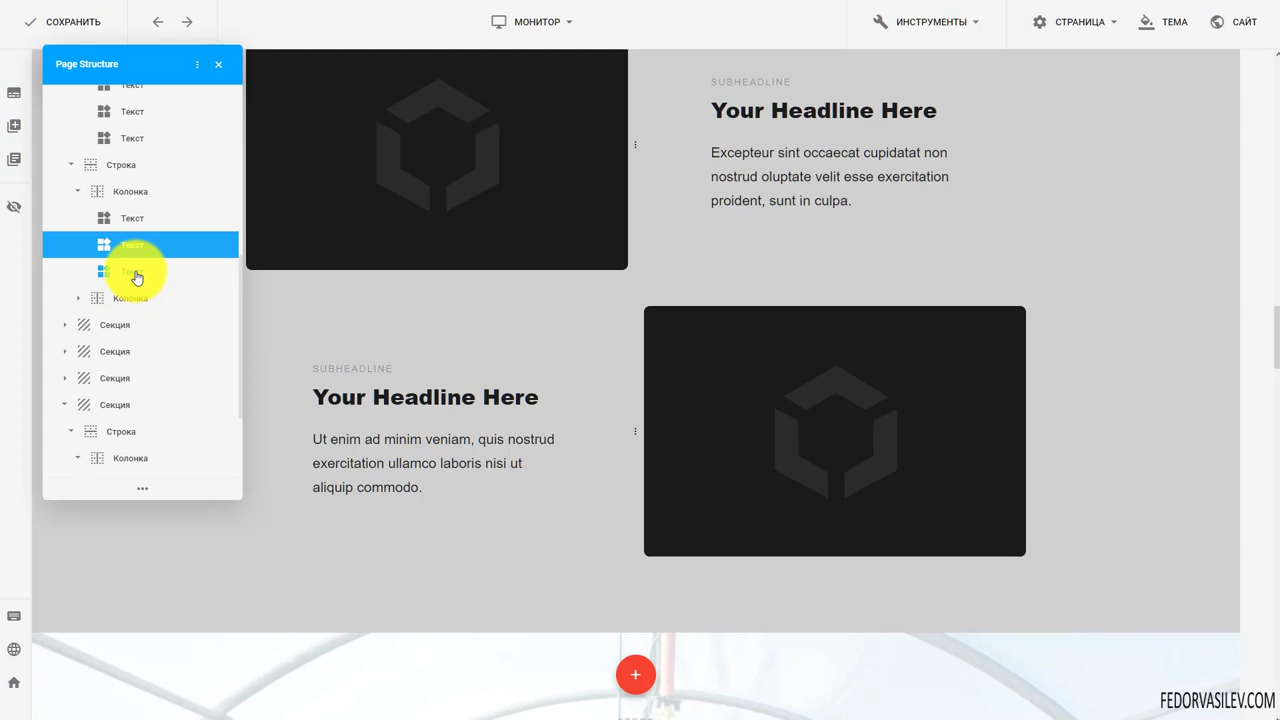 СОХРАНИТЬ
МОНИТОР
ИНСТРУМЕНТЫ
СТРАНИЦА
ТЕМА
САЙТ
Page Structure
Текст
Текст
Текст
Строка
Колонка
Текст
Текст
Текст
Колонка
Секция
Секция
Секция
Секция
Строка
Колонка
SUBHEADLINE
Your Headline Here
Excepteur sint occaecat cupidatat non
nostrud oluptate velit esse exercitation
proident, sunt in culpa.
SUBHEADLINE
Your Headline Here
Ut enim ad minim veniam, quis nostrud
exercitation ullamco laboris nisi ut
aliquip commodo.
FEDORVASILEV.COM